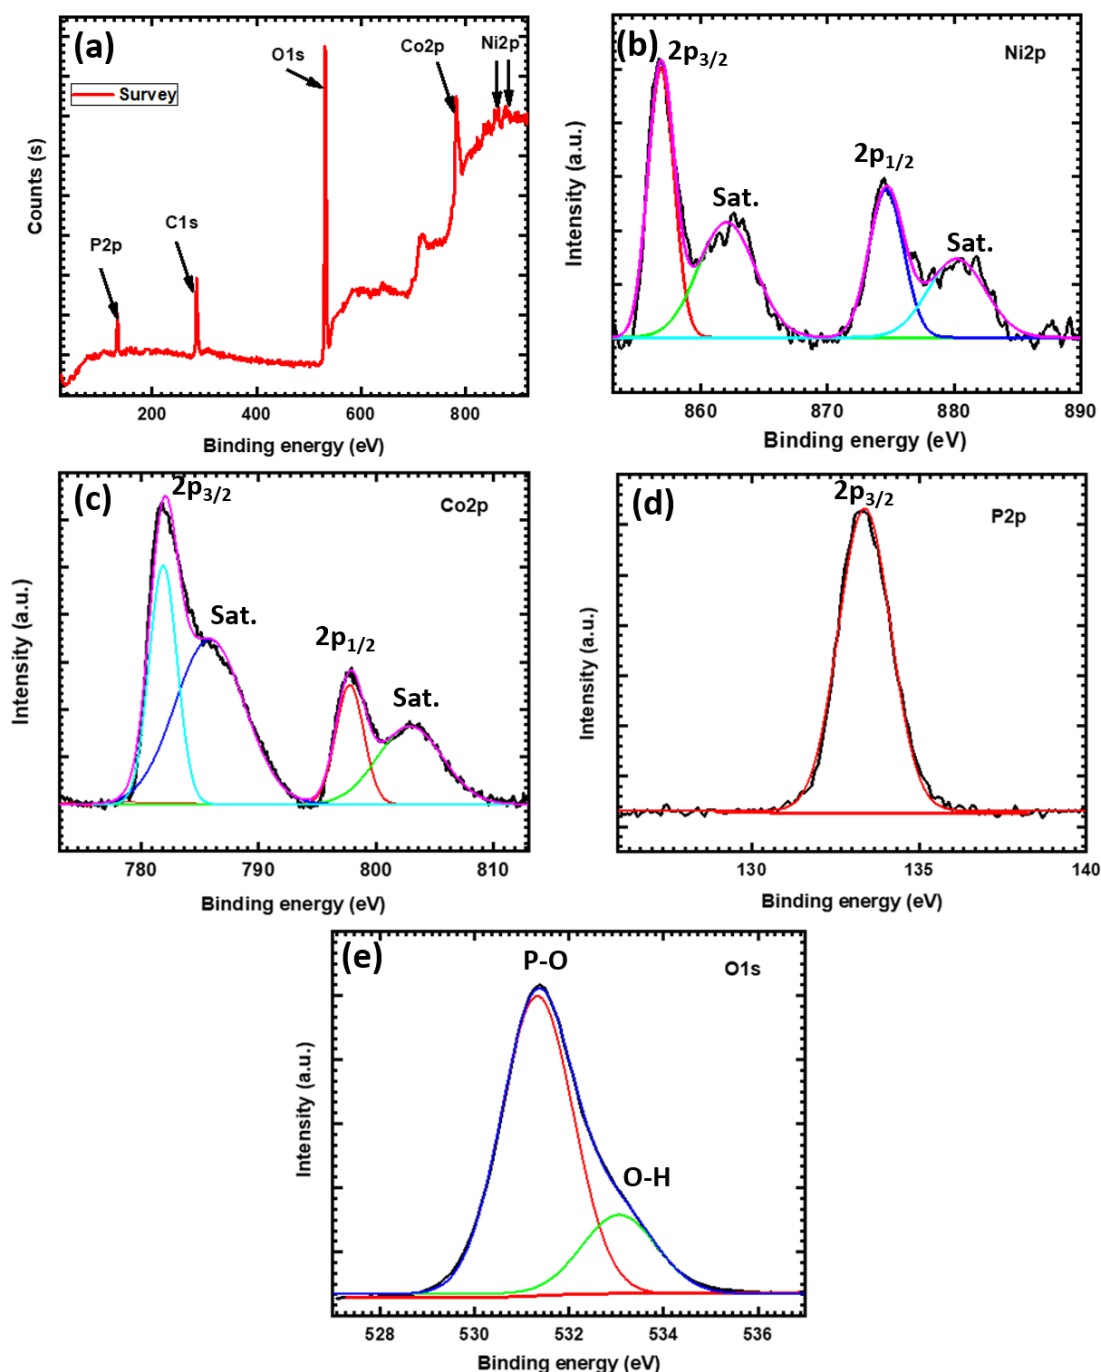 (a)
Survey
P2p
C1s
O1s
Co2p
Ni2p
Counts (s)
200 400 600 800
Binding energy (eV)
(b)
2p3/2
Ni2p
Sat.
2p1/2
Sat.
Intensity (a.u.)
860 870 880 890
Binding energy (eV)
(c)
2p3/2
Co2p
Sat.
2p1/2
Sat.
Intensity (a.u.)
780 790 800 810
Binding energy (eV)
(d)
2p3/2
P2p
Intensity (a.u.)
130 135 140
Binding energy (eV)
(e)
P-O
O1s
O-H
Intensity (a.u.)
528 530 532 534 536
Binding energy (eV)